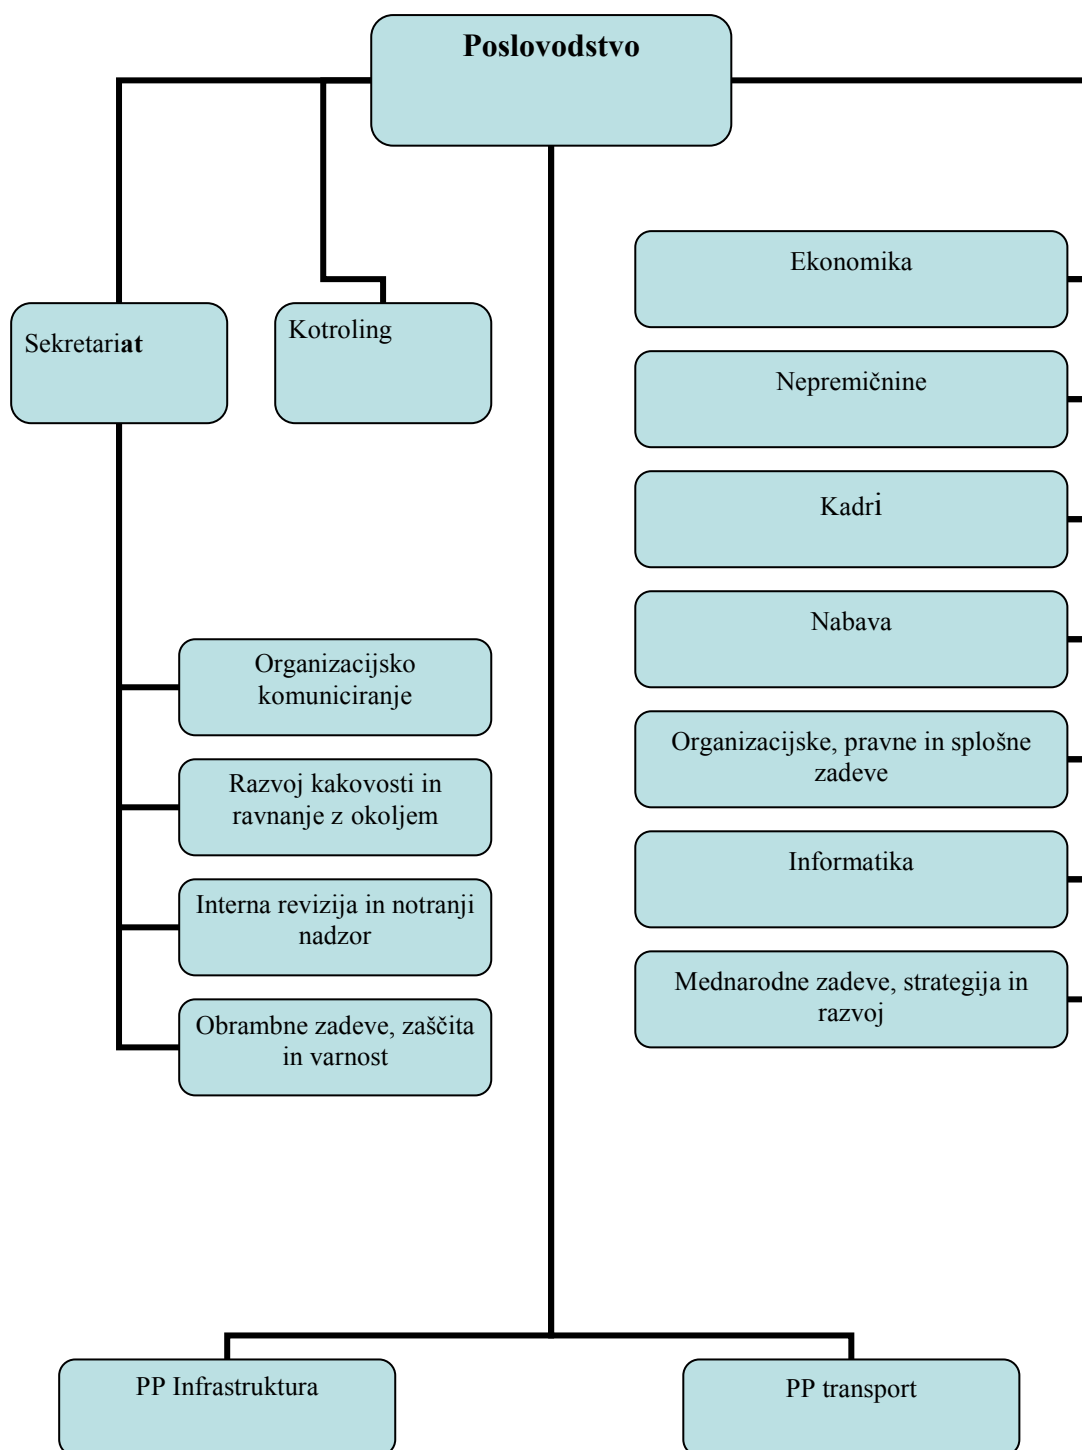 Poslovodstvo
Sekretariat
Kotroling
Organizacijsko
komuniciranje
Razvoj kakovosti in
ravnanje z okoljem
Interna revizija in notranji
nadzor
Obrambne zadeve, zaščita
in varnost
Ekonomika
Nepremičnine
Kadri
Nabava
Organizacijske, pravne in splošne
zadeve
Informatika
Mednarodne zadeve, strategija in
razvoj
PP Infrastruktura
PP transport